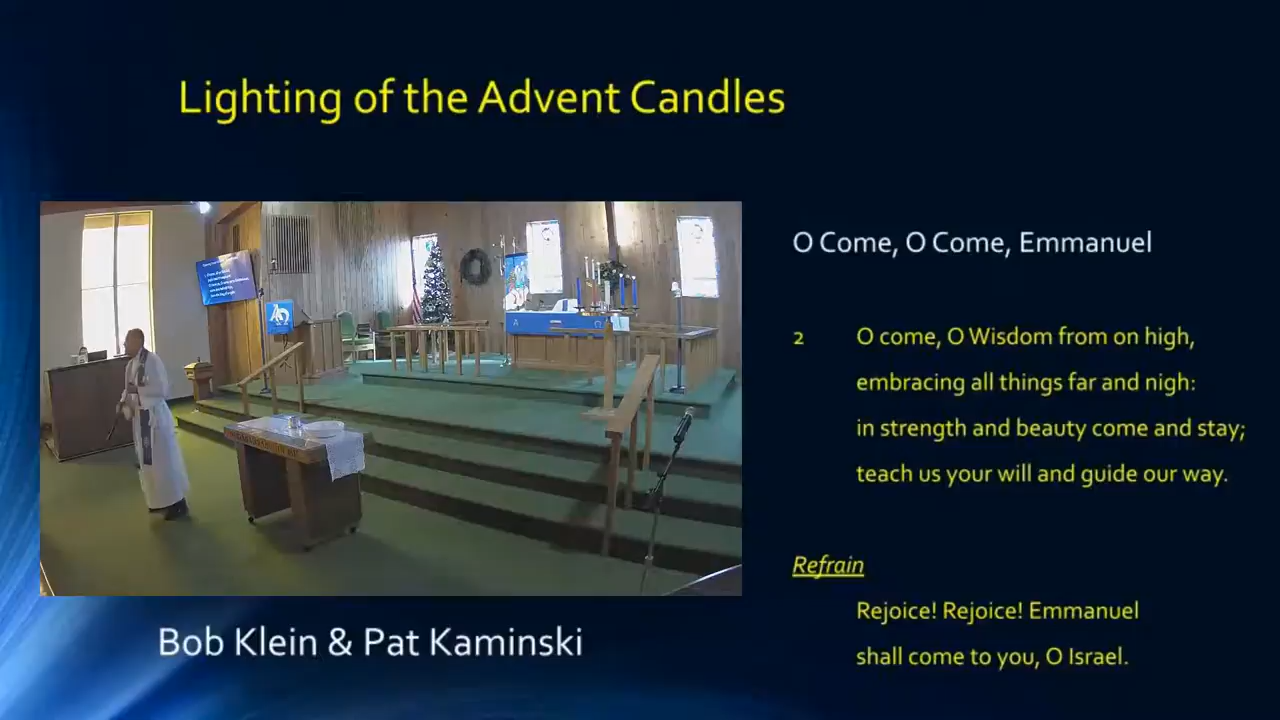 Lighting of the Advent Candles
O Come, O Come, Emmanuel
2 O come, O Wisdom from on high,
embracing all things far and nigh:
in strength and beauty come and stay;
teach us your will and guide our way.
Refrain
Rejoice! Rejoice! Emmanuel
shall come to you, O Israel.
Bob Klein & Pat Kaminski